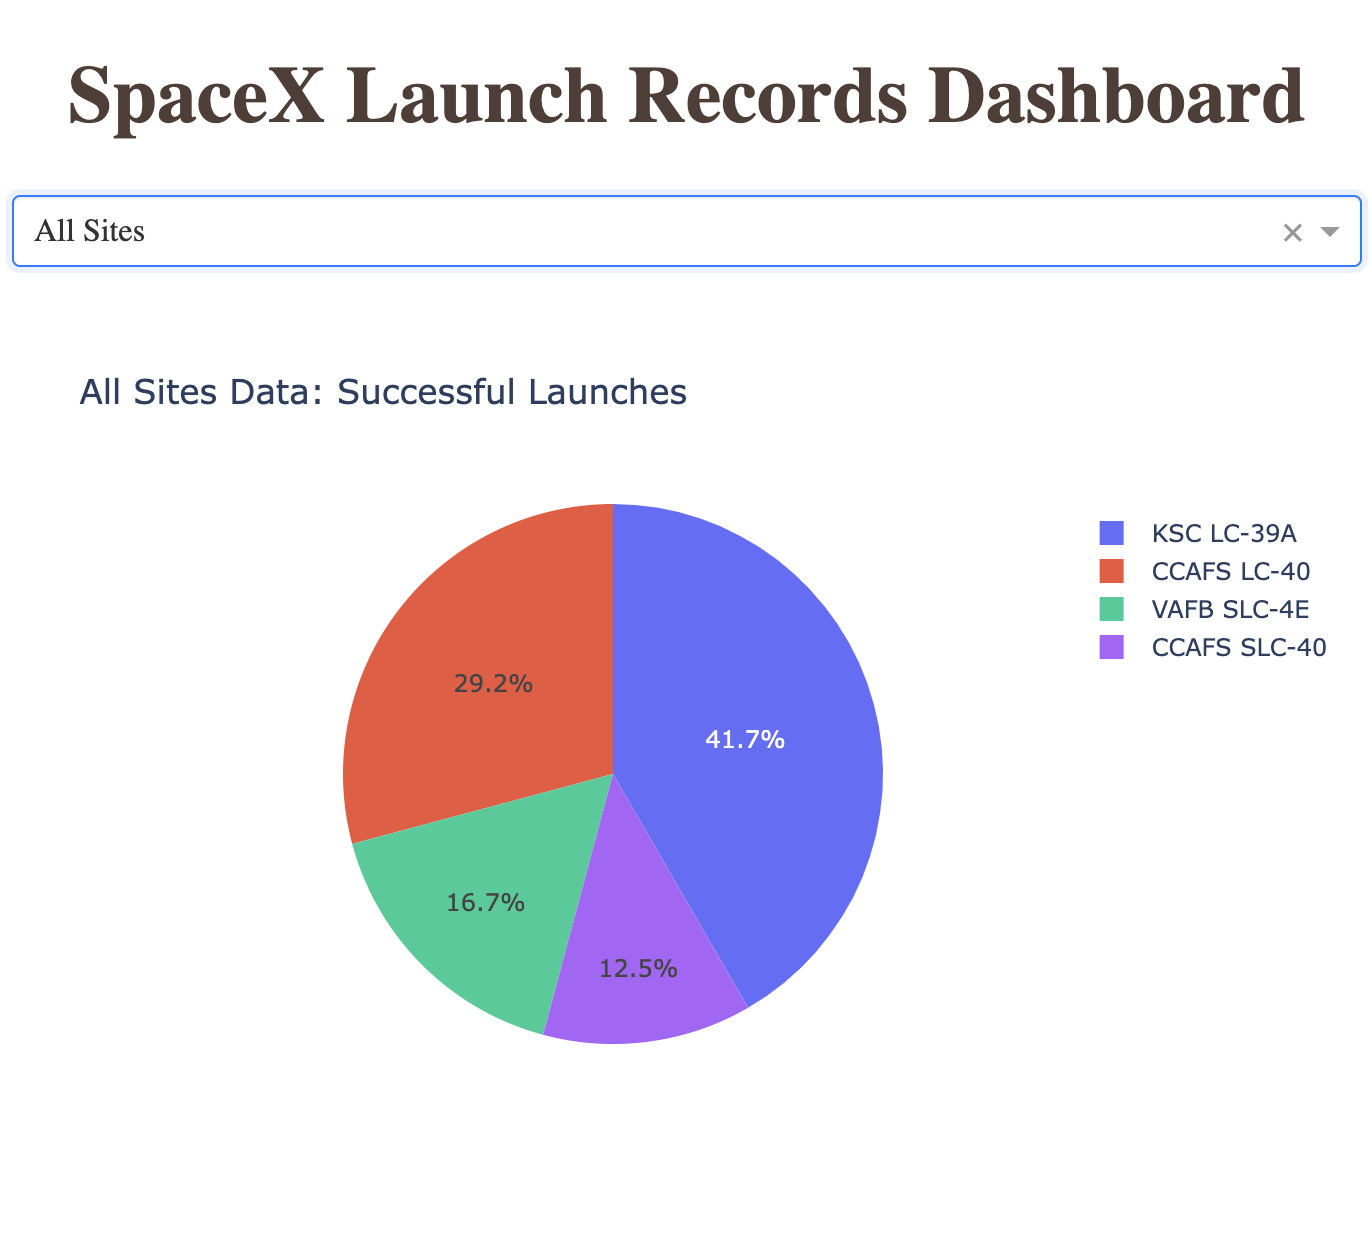 SpaceX Launch Records Dashboard
All Sites
All Sites Data: Successful Launches
KSC LC-39A
CCAFS LC-40
VAFB SLC-4E
CCAFS SLC-40
29.2%
41.7%
16.7%
12.5%